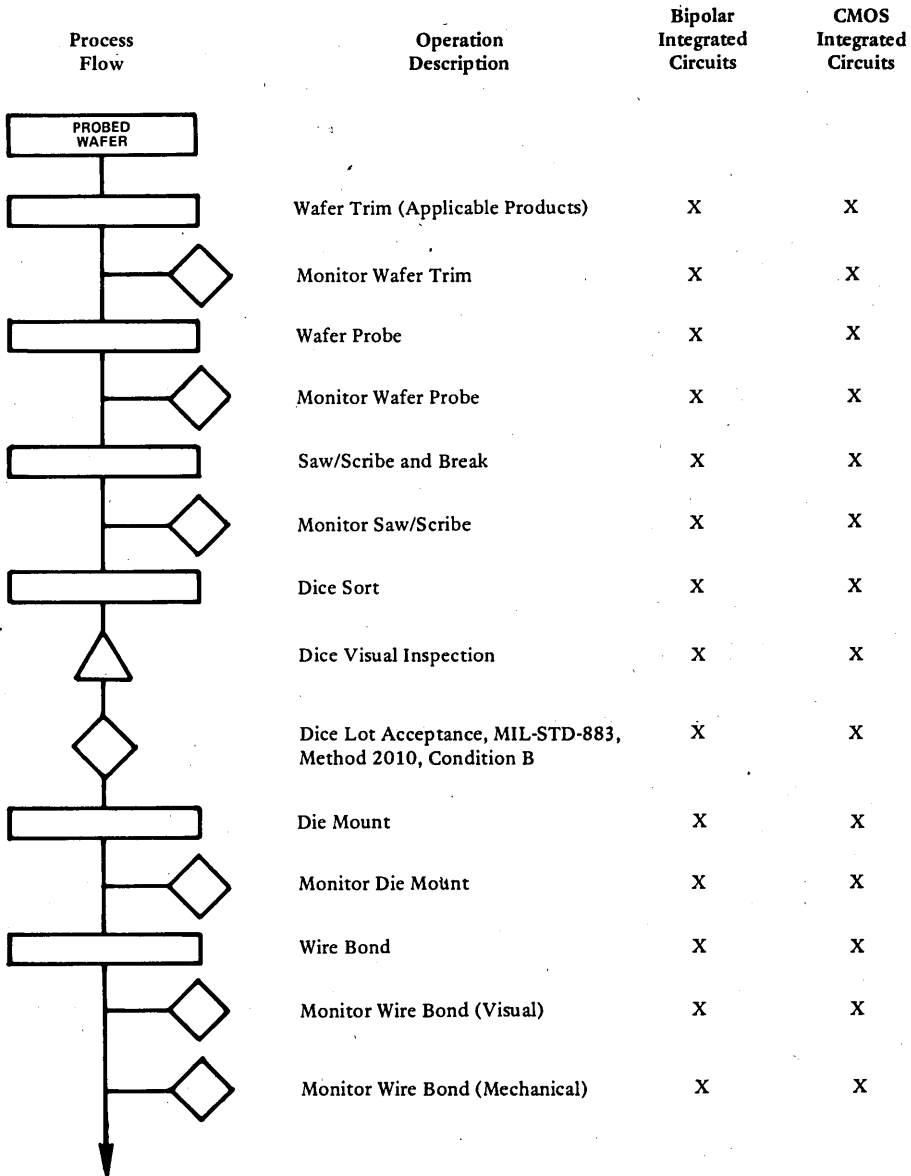 Process
Flow
Operation
Description
Bipolar
Integrated
Circuits
CMOS
Integrated
Circuits
PROBED
WAFER
Wafer Trim (Applicable Products) X X
Monitor Wafer Trim X X
Wafer Probe X X
Monitor Wafer Probe X X
Saw/Scribe and Break X X
Monitor Saw/Scribe X X
Dice Sort X X
Dice Visual Inspection X X
Dice Lot Acceptance, MIL-STD-883, X X
Method 2010, Condition B
Die Mount X X
Monitor Die Mount X X
Wire Bond X X
Monitor Wire Bond (Visual) X X
Monitor Wire Bond (Mechanical) X X